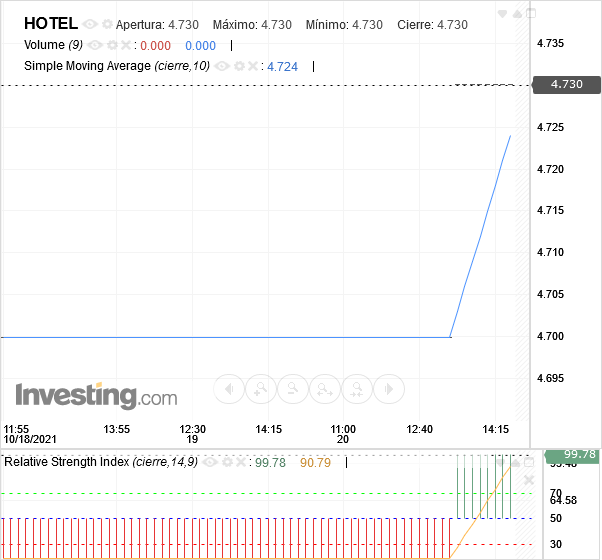 HOTEL Apertura: 4.730 Máximo: 4.730 Mínimo: 4.730 Cierre: 4.730
Volume (9) : 0.000 0.000
Simple Moving Average (cierre,10) : 4.724
4.735
4.730
4.725
4.720
4.715
4.710
4.705
4.700
4.695
Investing.com
11:55 13:55 12:30 14:15 11:00 12:40 14:15
10/18/2021 19 20
Relative Strength Index (cierre,14,9) : 99.78 90.79
99.78
70
64.58
50
30